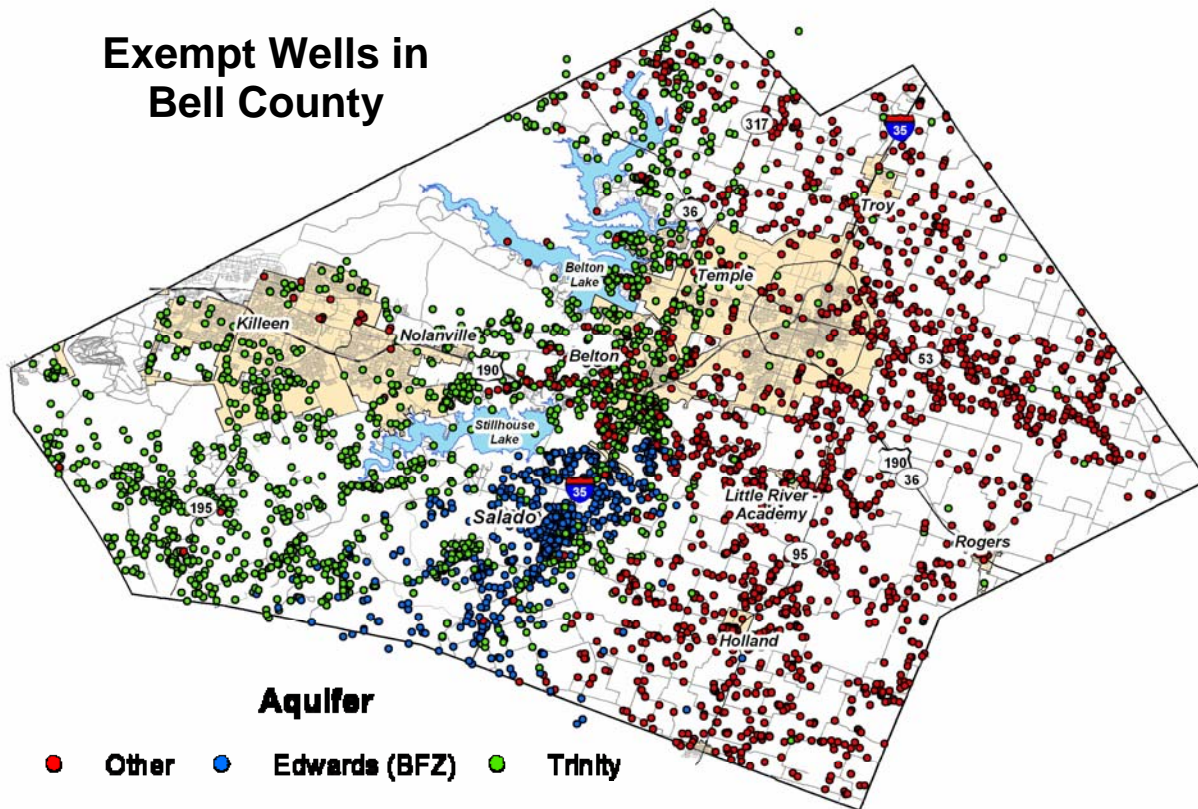 Exempt Wells in
Bell County
317
35
Troy
36
Temple
Belton
Lake
Killeen
Nolanville
Belton
53
190
Stillhouse
Lake
190
36
35
Little River -
Academy
Salado
195
95
Rogers
Holland
Aquifer
Other
Edwards (BFZ)
Trinity